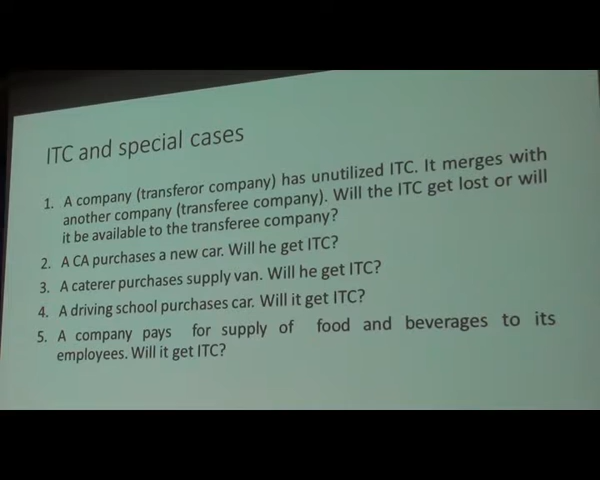 ITC and special cases
1. A company (transferor company) has unutilized ITC. It merges with
another company (transferee company). Will the ITC get lost or will
it be available to the transferee company?
2. A CA purchases a new car. Will he get ITC?
3. A caterer purchases supply van. Will he get ITC?
4. A driving school purchases car. Will it get ITC?
5. A company pays for supply of food and beverages to its
employees. Will it get ITC?